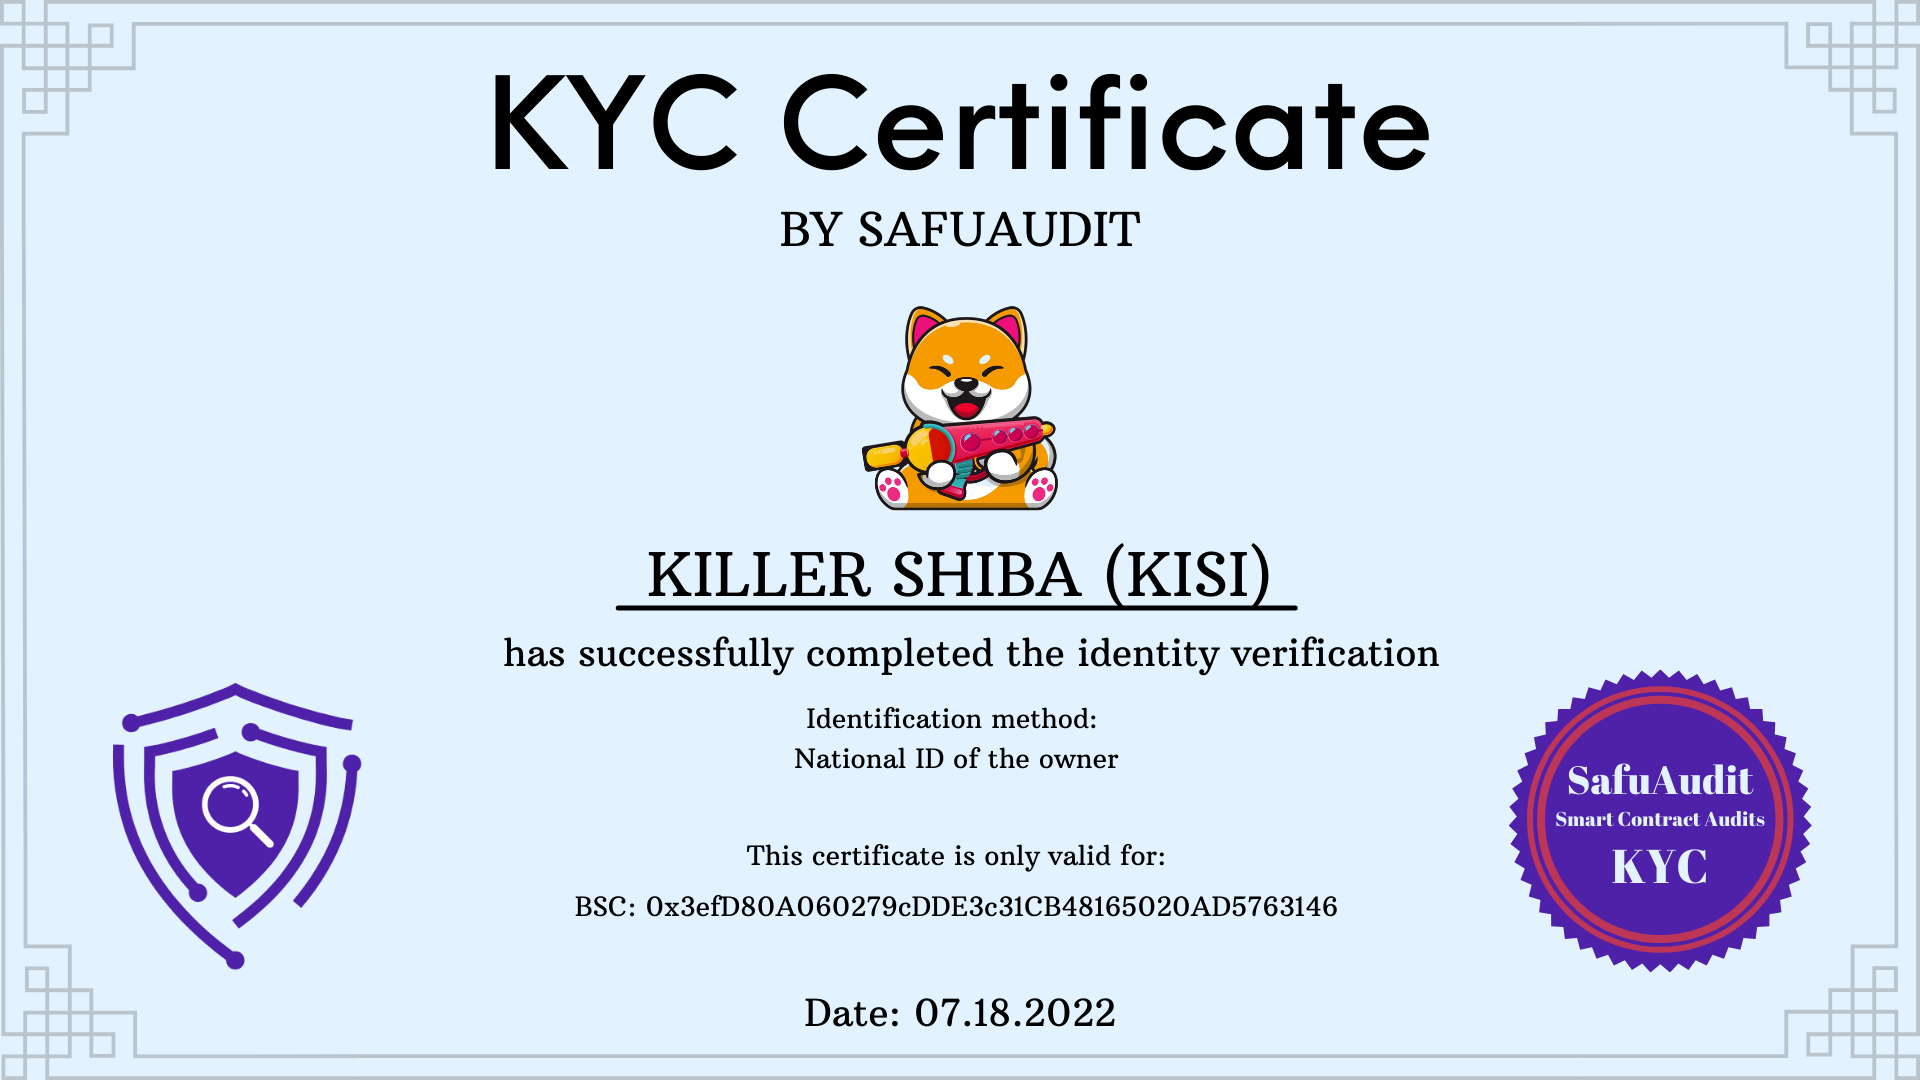 KYC Certificate
BY SAFUAUDIT
KILLER SHIBA (KISI)
has successfully completed the identity verification
Identification method:
National ID of the owner
This certificate is only valid for:
BSC: 0x3efD80A060279cDDE3c31CB48165020AD5763146
Date: 07.18.2022
SafuAudit
Smart Contract Audits
KYC